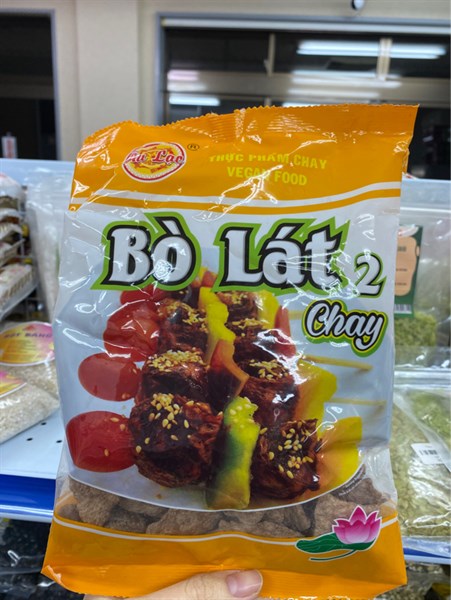 Âu Lạc
®
THỰC PHẨM CHAY
VEGAN FOOD
Bò Lát 2
Chay